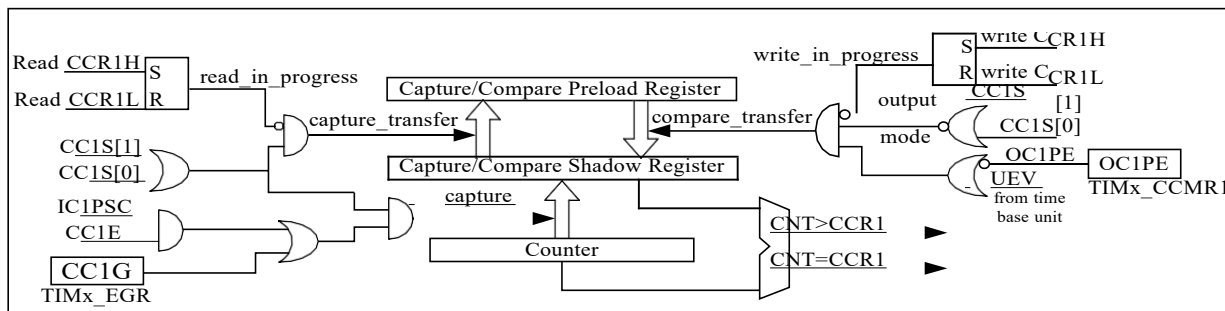 Read CCR1H
S
read_in_progress
Read CCR1L
R
CC1S[1]
CC1S[0]
IC1PSC
CC1E
CC1G
TIMx_EGR
Capture/Compare Preload Register
capture_transfer
compare_transfer
Capture/Compare Shadow Register
capture
Counter
CNT>CCR1
CNT=CCR1
write_in_progress
S
write CCR1H
R
write CCR1L
output
mode
CC1S
[1]
CC1S[0]
OC1PE
OC1PE
UEV
TIMx_CCMR1
from time
base unit